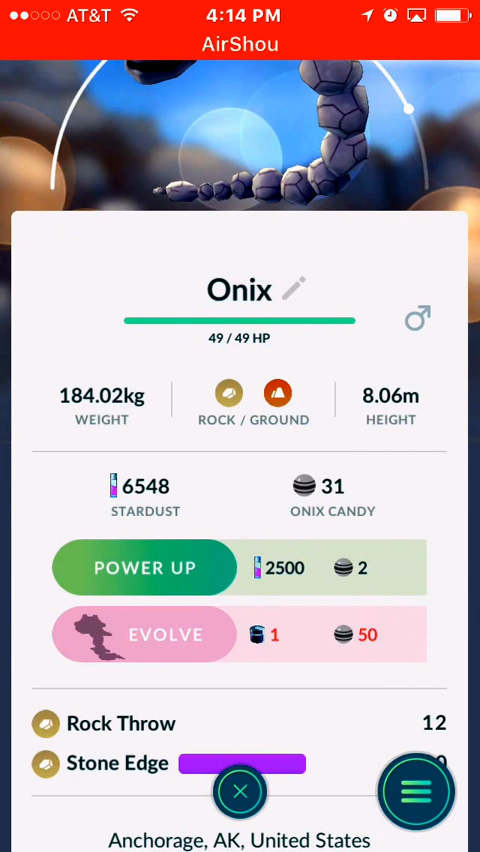 AT&T 4:14 PM
AirShou
Onix
49 / 49 HP
184.02kg 8.06m
WEIGHT ROCK / GROUND HEIGHT
6548 31
STARDUST ONIX CANDY
POWER UP 2500 2
EVOLVE 1 50
Rock Throw 12
Stone Edge
Anchorage, AK, United States